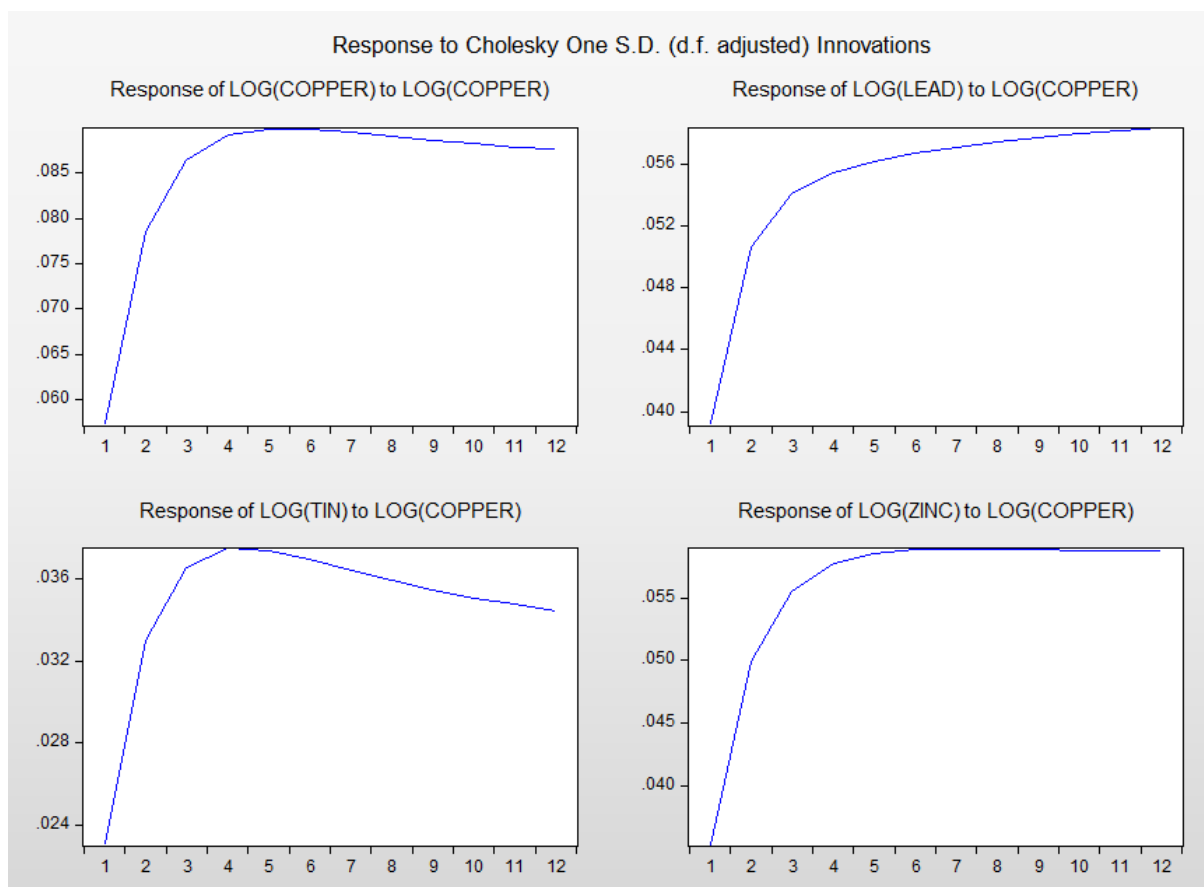 Response to Cholesky One S.D. (d.f. adjusted) Innovations
Response of LOG(COPPER) to LOG(COPPER)
.085
.080
.075
.070
.065
.060
1 2 3 4 5 6 7 8 9 10 11 12
Response of LOG(LEAD) to LOG(COPPER)
.056
.052
.048
.044
.040
1 2 3 4 5 6 7 8 9 10 11 12
Response of LOG(TIN) to LOG(COPPER)
.036
.032
.028
.024
1 2 3 4 5 6 7 8 9 10 11 12
Response of LOG(ZINC) to LOG(COPPER)
.055
.050
.045
.040
1 2 3 4 5 6 7 8 9 10 11 12